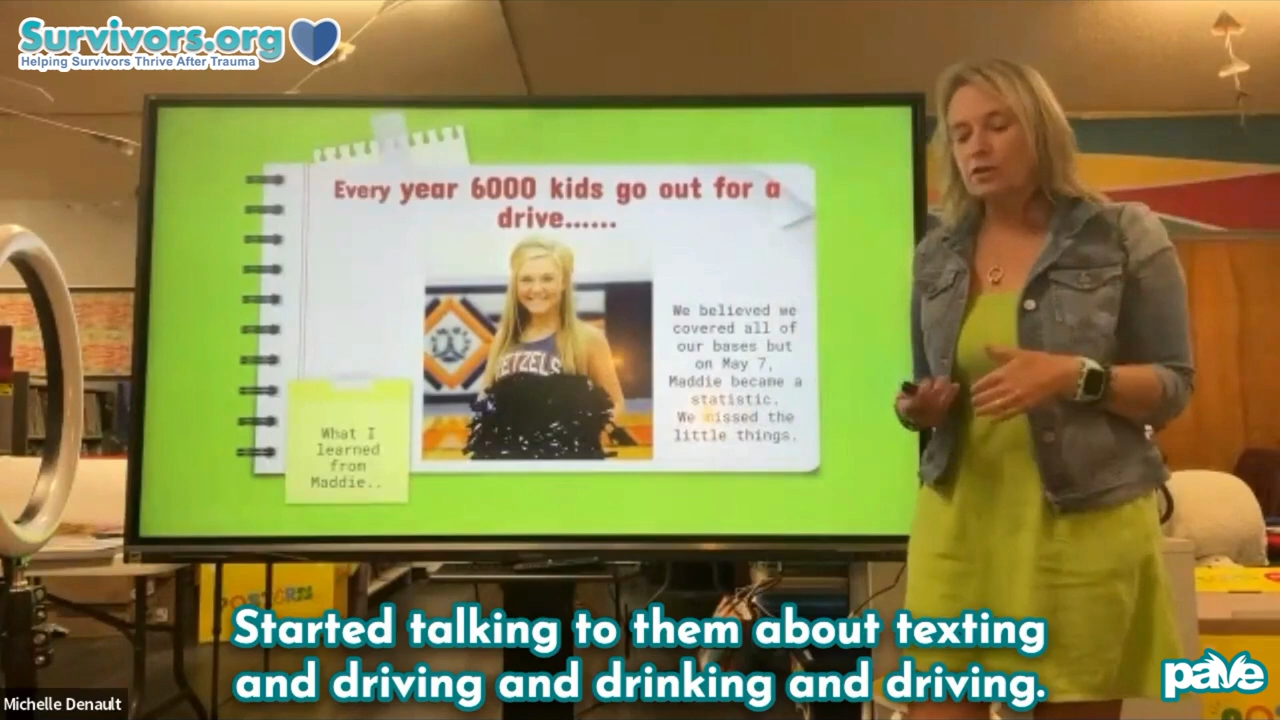 Survivors.org
Helping Survivors Thrive After Trauma
Every year 6000 kids go out for a
drive......
ETZELS
We believed we
covered all of
our bases but
on May 7,
Maddie became a
statistic.
We missed the
little things.
What I
learned
from
Maddie..
Started talking to them about texting
and driving and drinking and driving.
Michelle Denault
pave